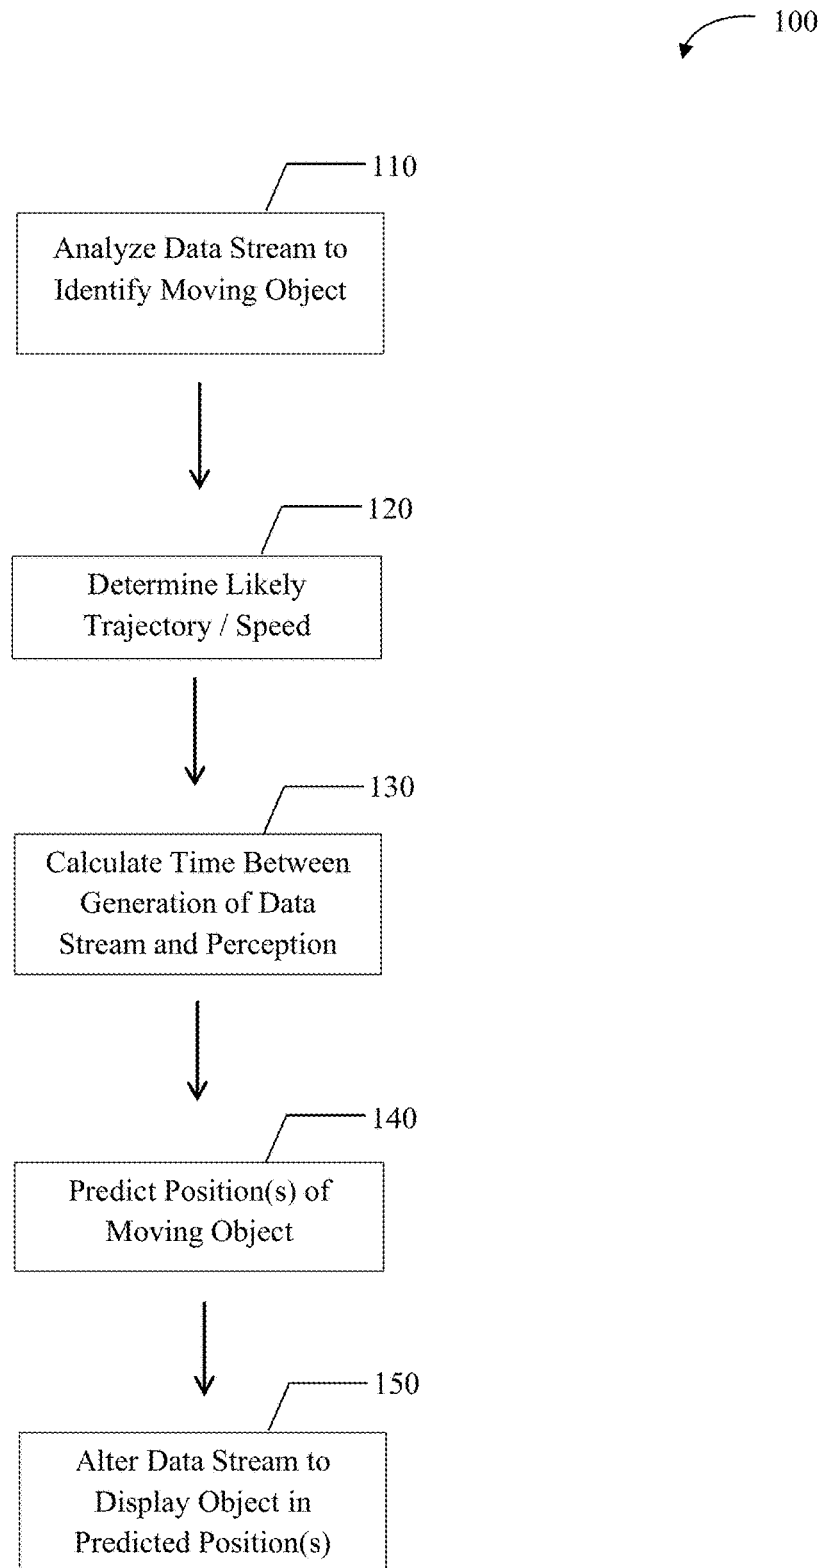 100
110
Analyze Data Stream to
Identify Moving Object
120
Determine Likely
Trajectory / Speed
130
Calculate Time Between
Generation of Data
Stream and Perception
140
Predict Position(s) of
Moving Object
150
Alter Data Stream to
Display Object in
Predicted Position(s)